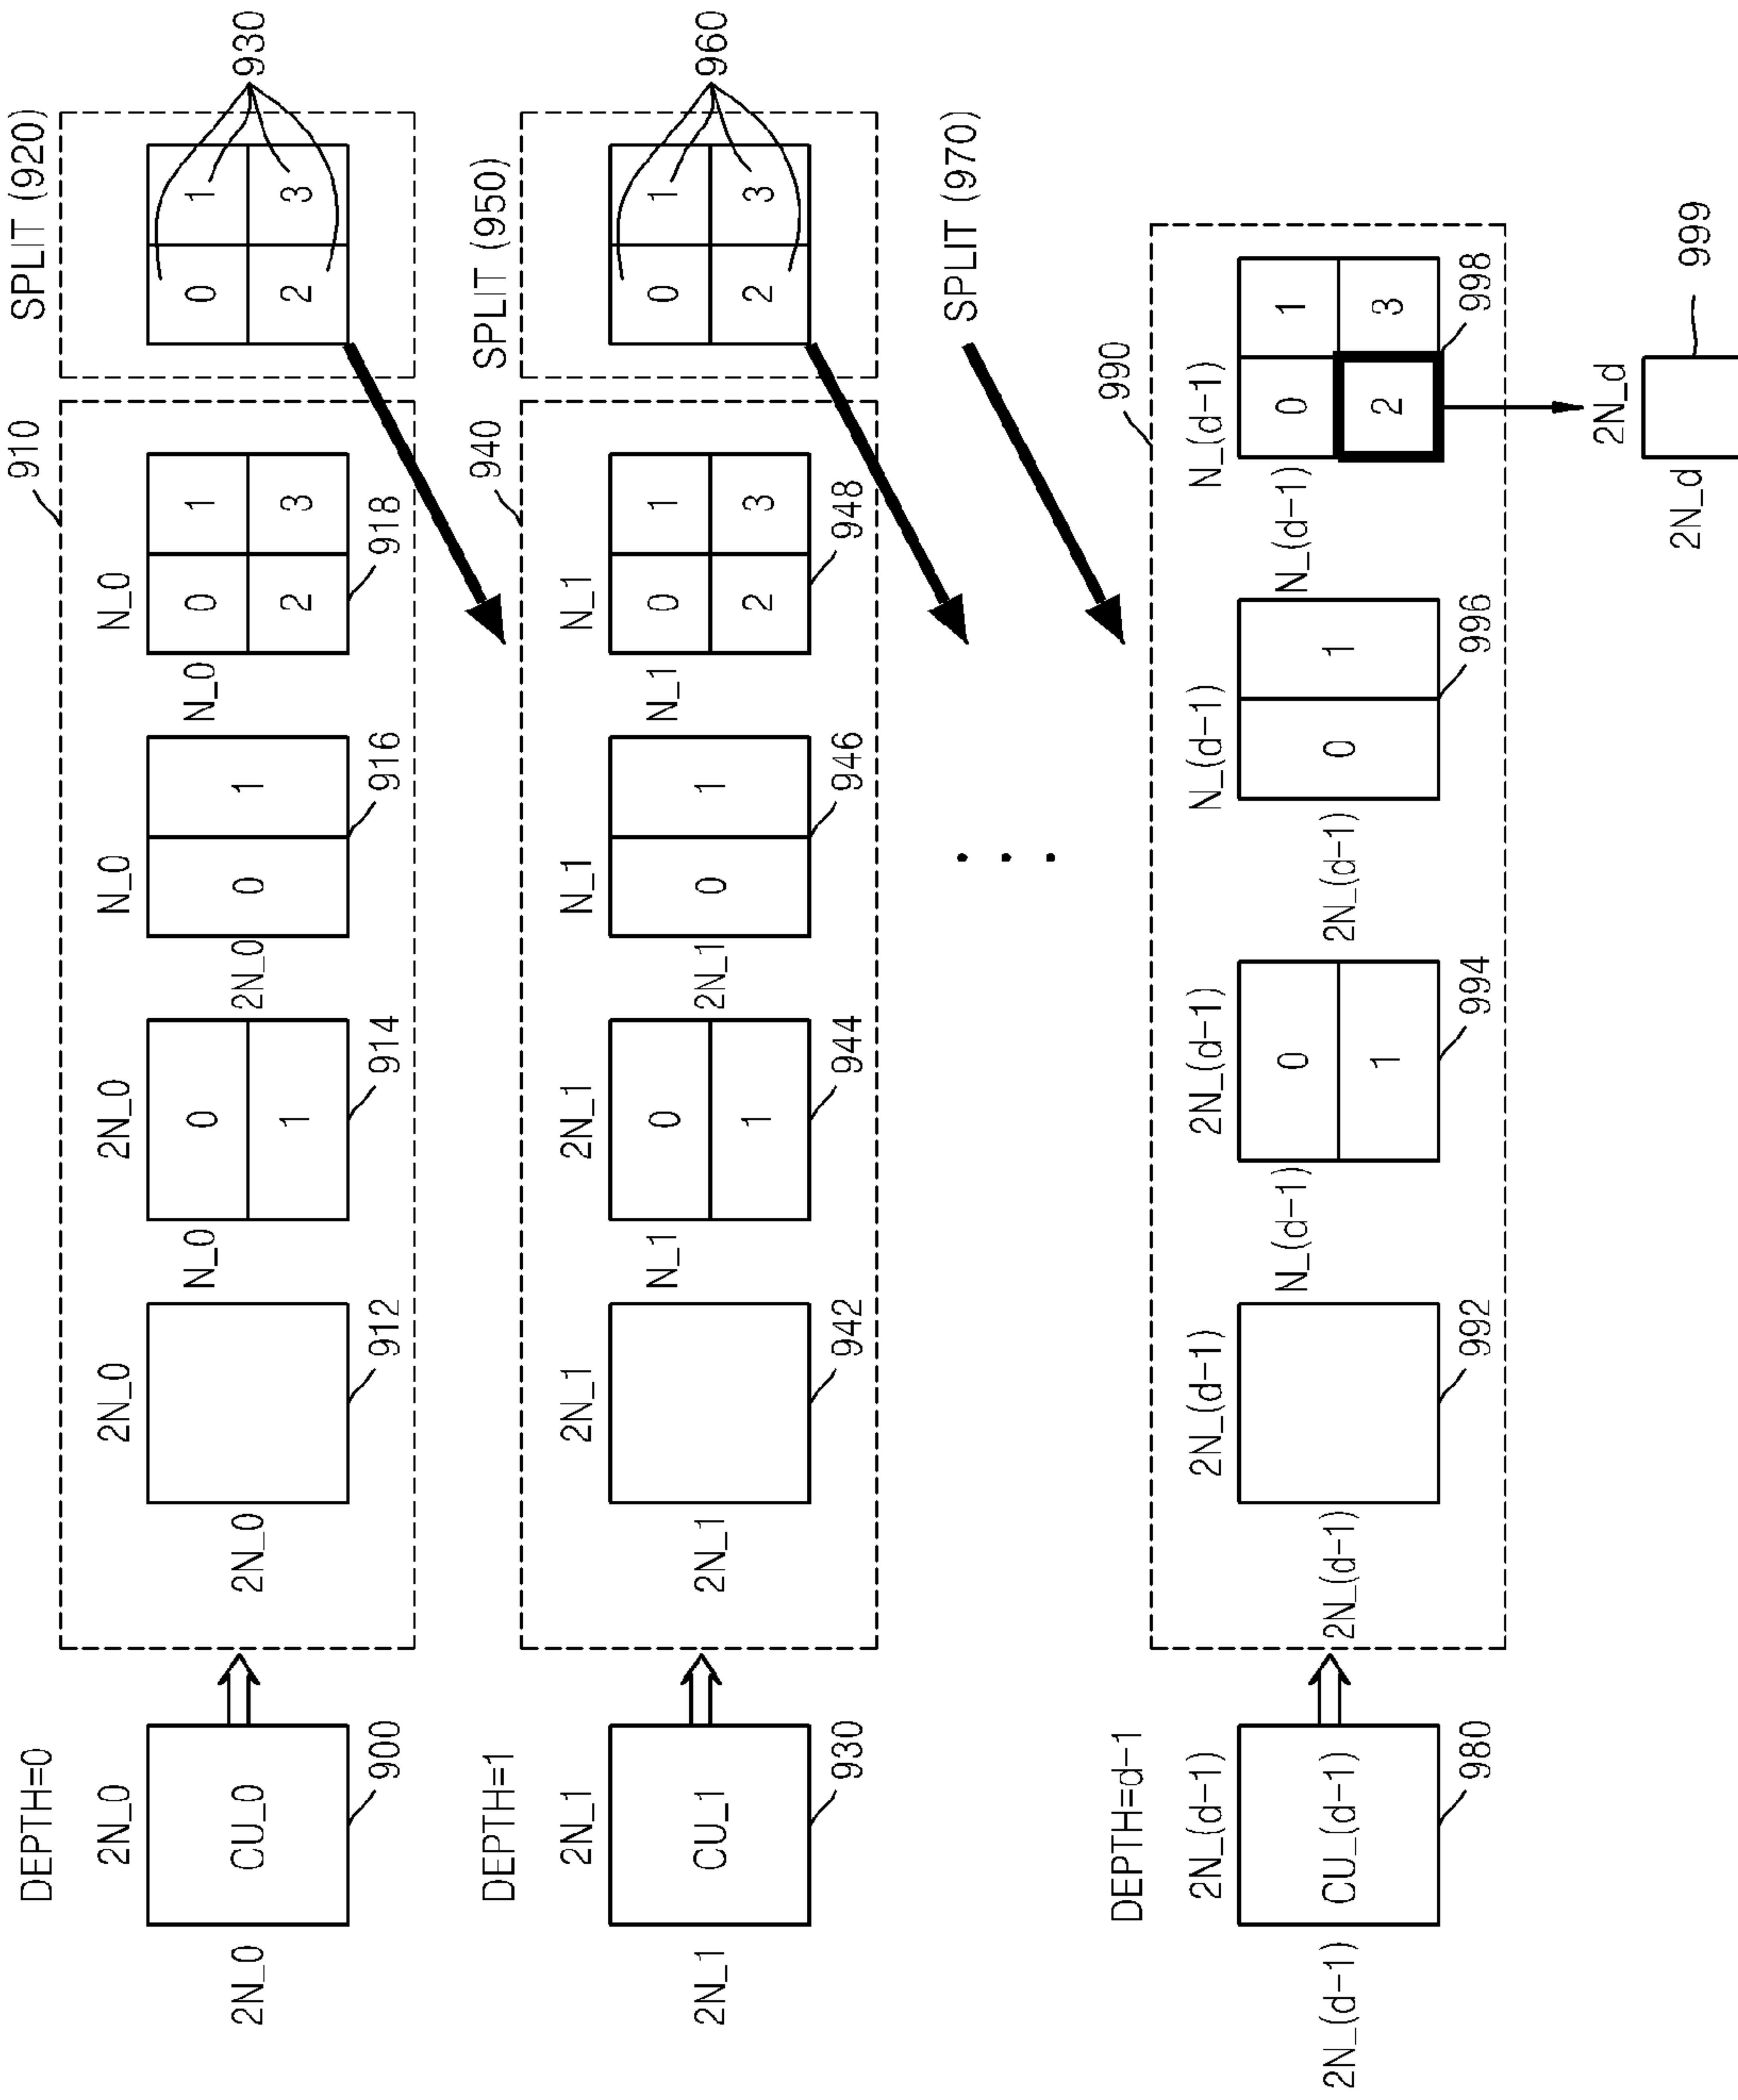 DEPTH=0
910
SPLIT (920)
2N_0
2N_0
2N_0
N_0
N_0
2N_0
CU_0
2N_0
N_0
0
1
2N_0
0
1
N_0
0
1
2
3
0
1
2
3
930
900
912
914
916
918
DEPTH=1
940
SPLIT (950)
2N_1
2N_1
2N_1
N_1
N_1
2N_1
CU_1
2N_1
N_1
0
1
2N_1
0
1
N_1
0
1
2
3
0
1
2
3
960
930
942
944
946
948
. . .
SPLIT (970)
DEPTH=d-1
990
2N_(d-1)
2N_(d-1)
2N_(d-1)
N_(d-1)
N_(d-1)
2N_(d-1)
CU_(d-1)
2N_(d-1)
N_(d-1)
0
1
2N_(d-1)
0
1
N_(d-1)
0
1
2
3
980
992
994
996
998
2N_d
2N_d
999